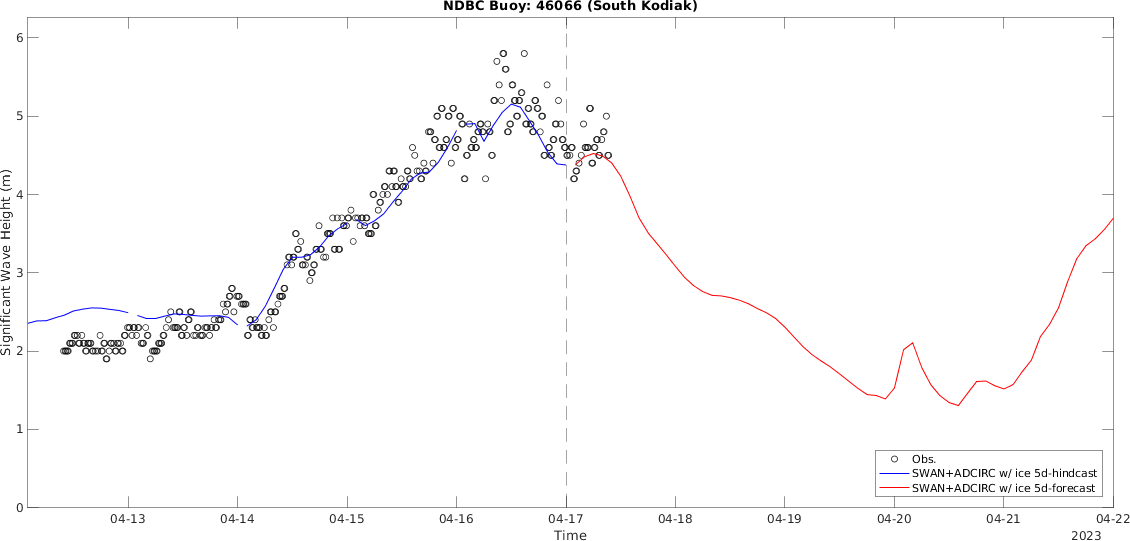 NDBC Buoy: 46066 (South Kodiak)
Significant Wave Height (m)
6
5
4
3
2
1
0
Obs.
SWAN+ADCIRC w/ ice 5d-hindcast
SWAN+ADCIRC w/ ice 5d-forecast
04-13 04-14 04-15 04-16 04-17 04-18 04-19 04-20 04-21 04-22
Time 2023